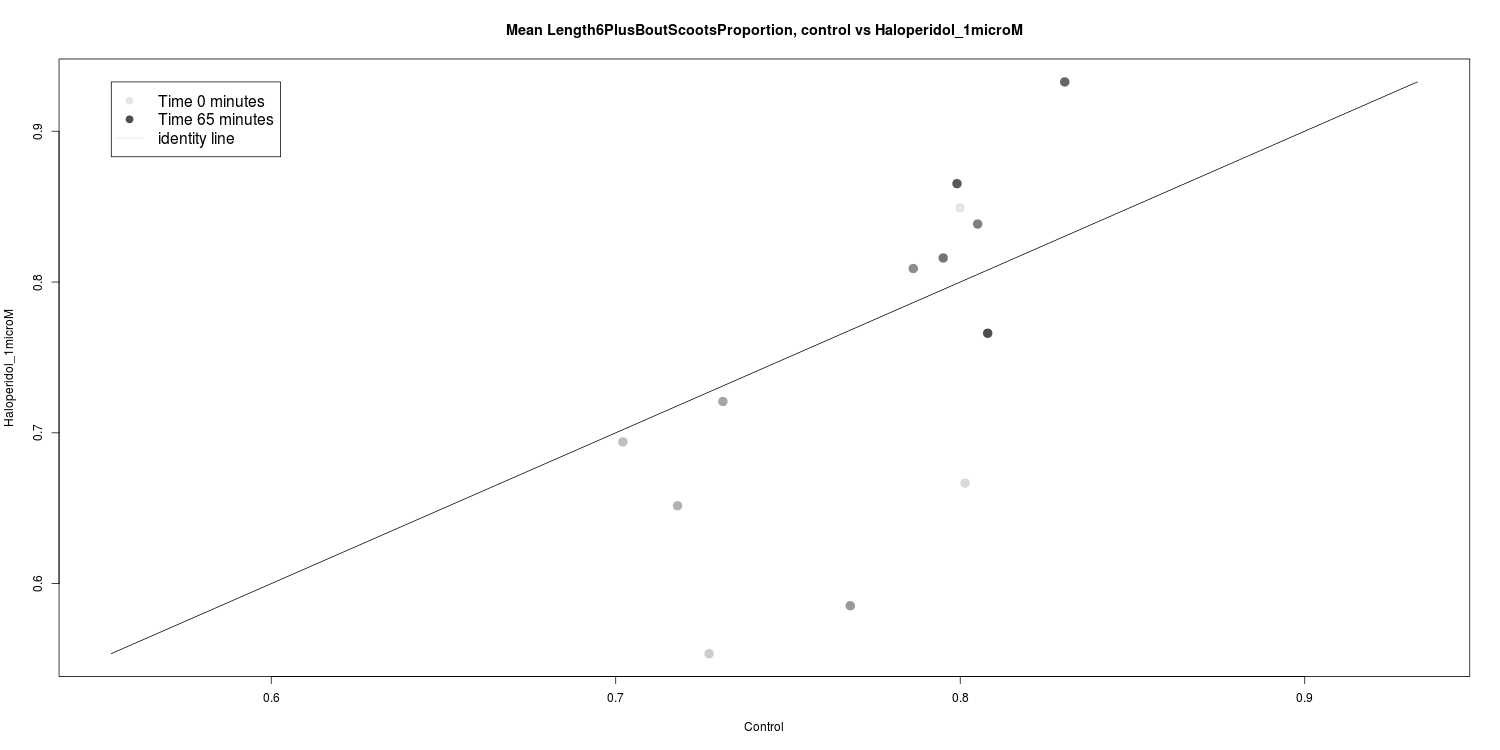 Mean Length6PlusBoutScootsProportion, control vs Haloperidol_1microM
Time 0 minutes
Time 65 minutes
identity line
Haloperidol_1microM
0.9
0.8
0.7
0.6
0.6 0.7 0.8 0.9
Control